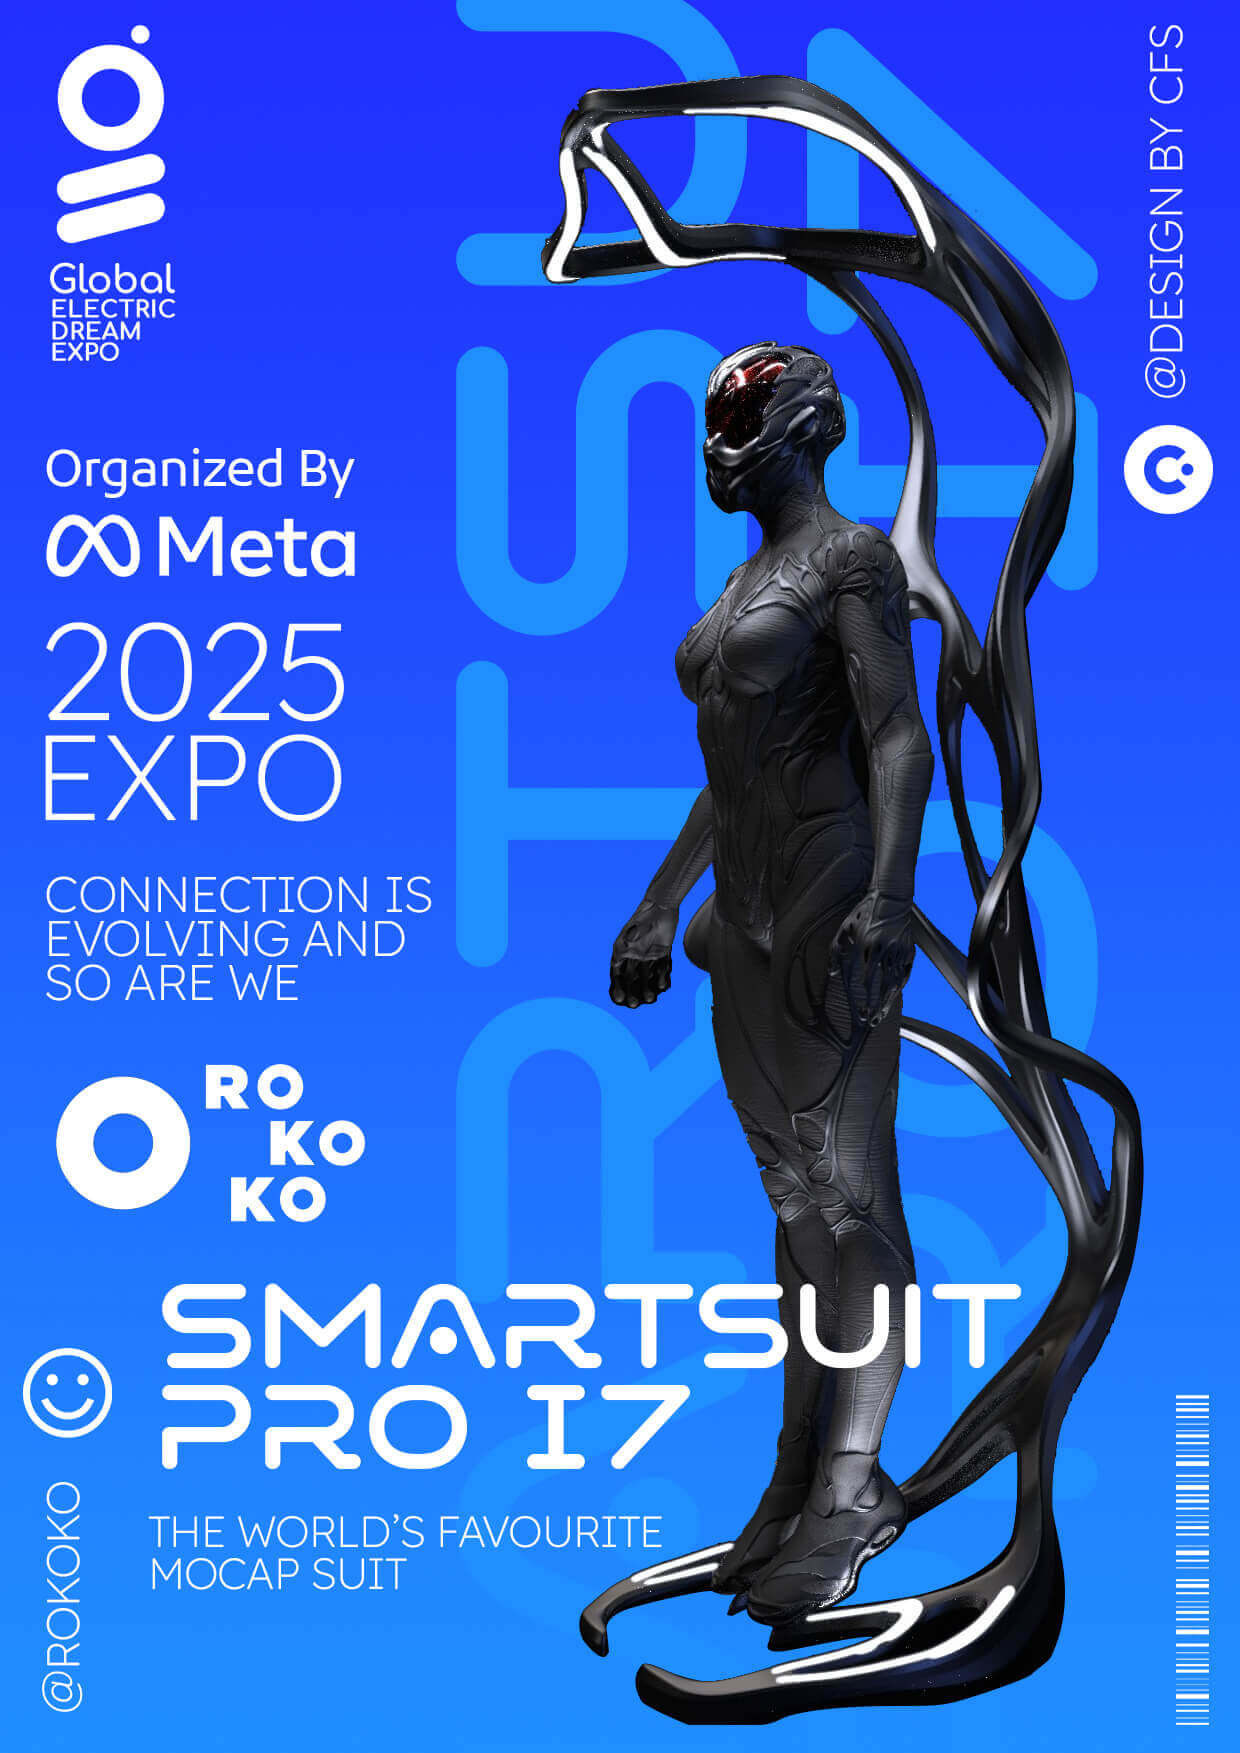 Global
ELECTRIC
DREAM
EXPO
@DESIGN BY CFS
Organized By
Meta
2025
EXPO
CONNECTION IS
EVOLVING AND
SO ARE WE
RO
KO
KO
SMARTSUIT
PRO I7
THE WORLD'S FAVOURITE
MOCAP SUIT
@ROKOKO